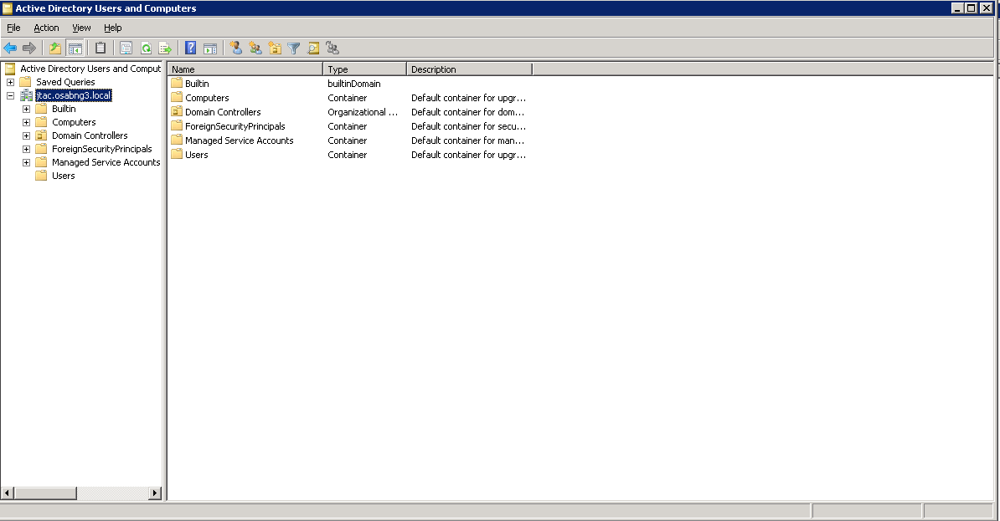 Active Directory Users and Computers
File Action View Help
Active Directory Users and Comput
Saved Queries
jtac.osabng3.local
Builtin
Computers
Domain Controllers
ForeignSecurityPrincipals
Managed Service Accounts
Users
Name Type Description
Builtin builtinDomain
Computers Container Default container for upgr...
Domain Controllers Organizational ... Default container for dom...
ForeignSecurityPrincipals Container Default container for secu...
Managed Service Accounts Container Default container for man...
Users Container Default container for upgr...